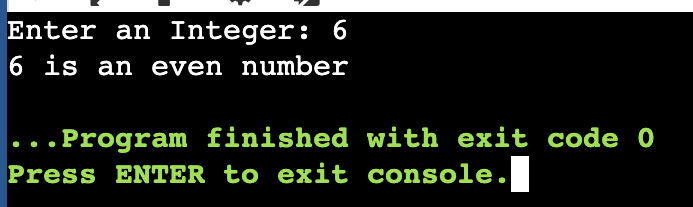 Enter an Integer: 6
6 is an even number
...Program finished with exit code 0
Press ENTER to exit console.